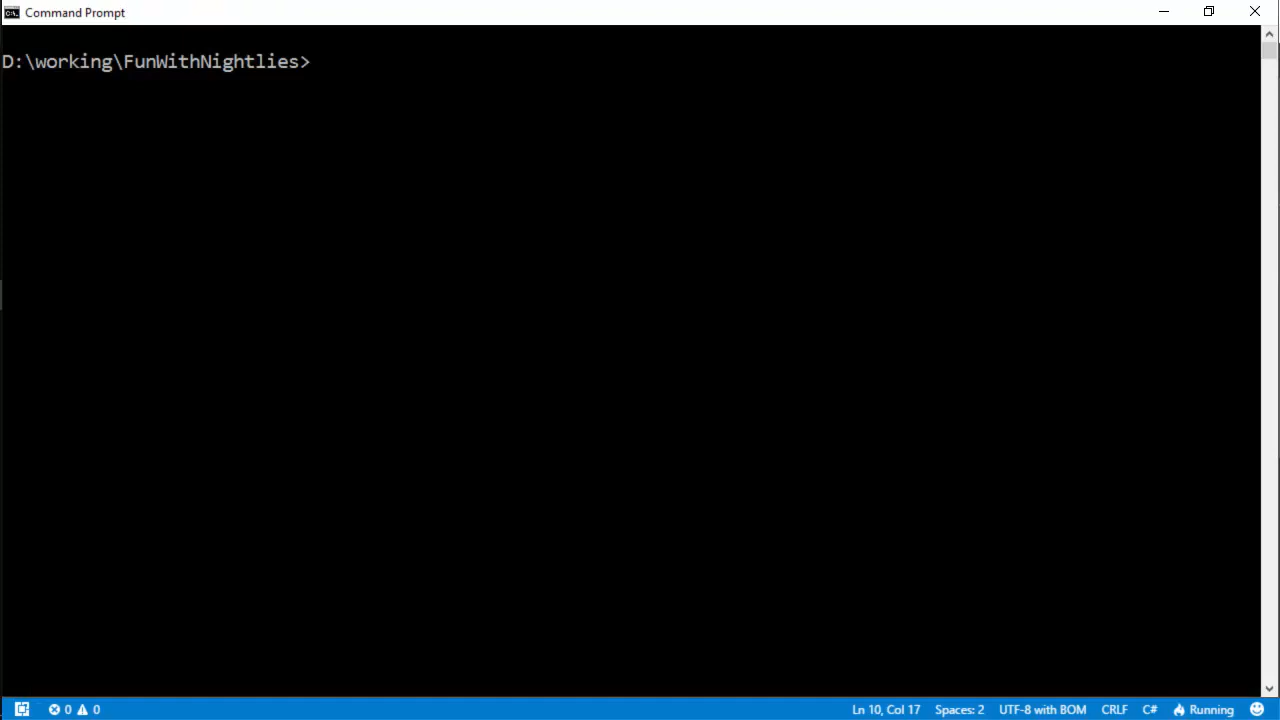 Command Prompt
D:\working\FunWithNightlies>
0 0 Ln 10, Col 17 Spaces: 2 UTF-8 with BOM CRLF C# Running